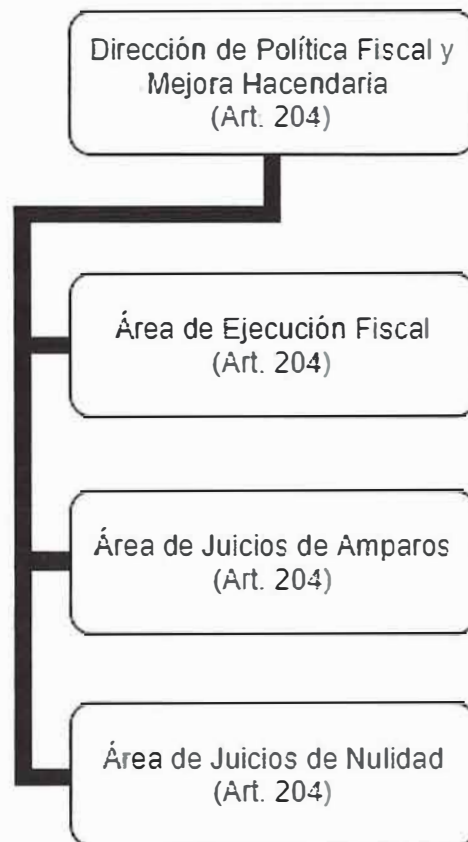 Dirección de Política Fiscal y
Mejora Hacendaria
(Art. 204)
Área de Ejecución Fiscal
(Art. 204)
Área de Juicios de Amparos
(Art. 204)
Área de Juicios de Nulidad
(Art. 204)